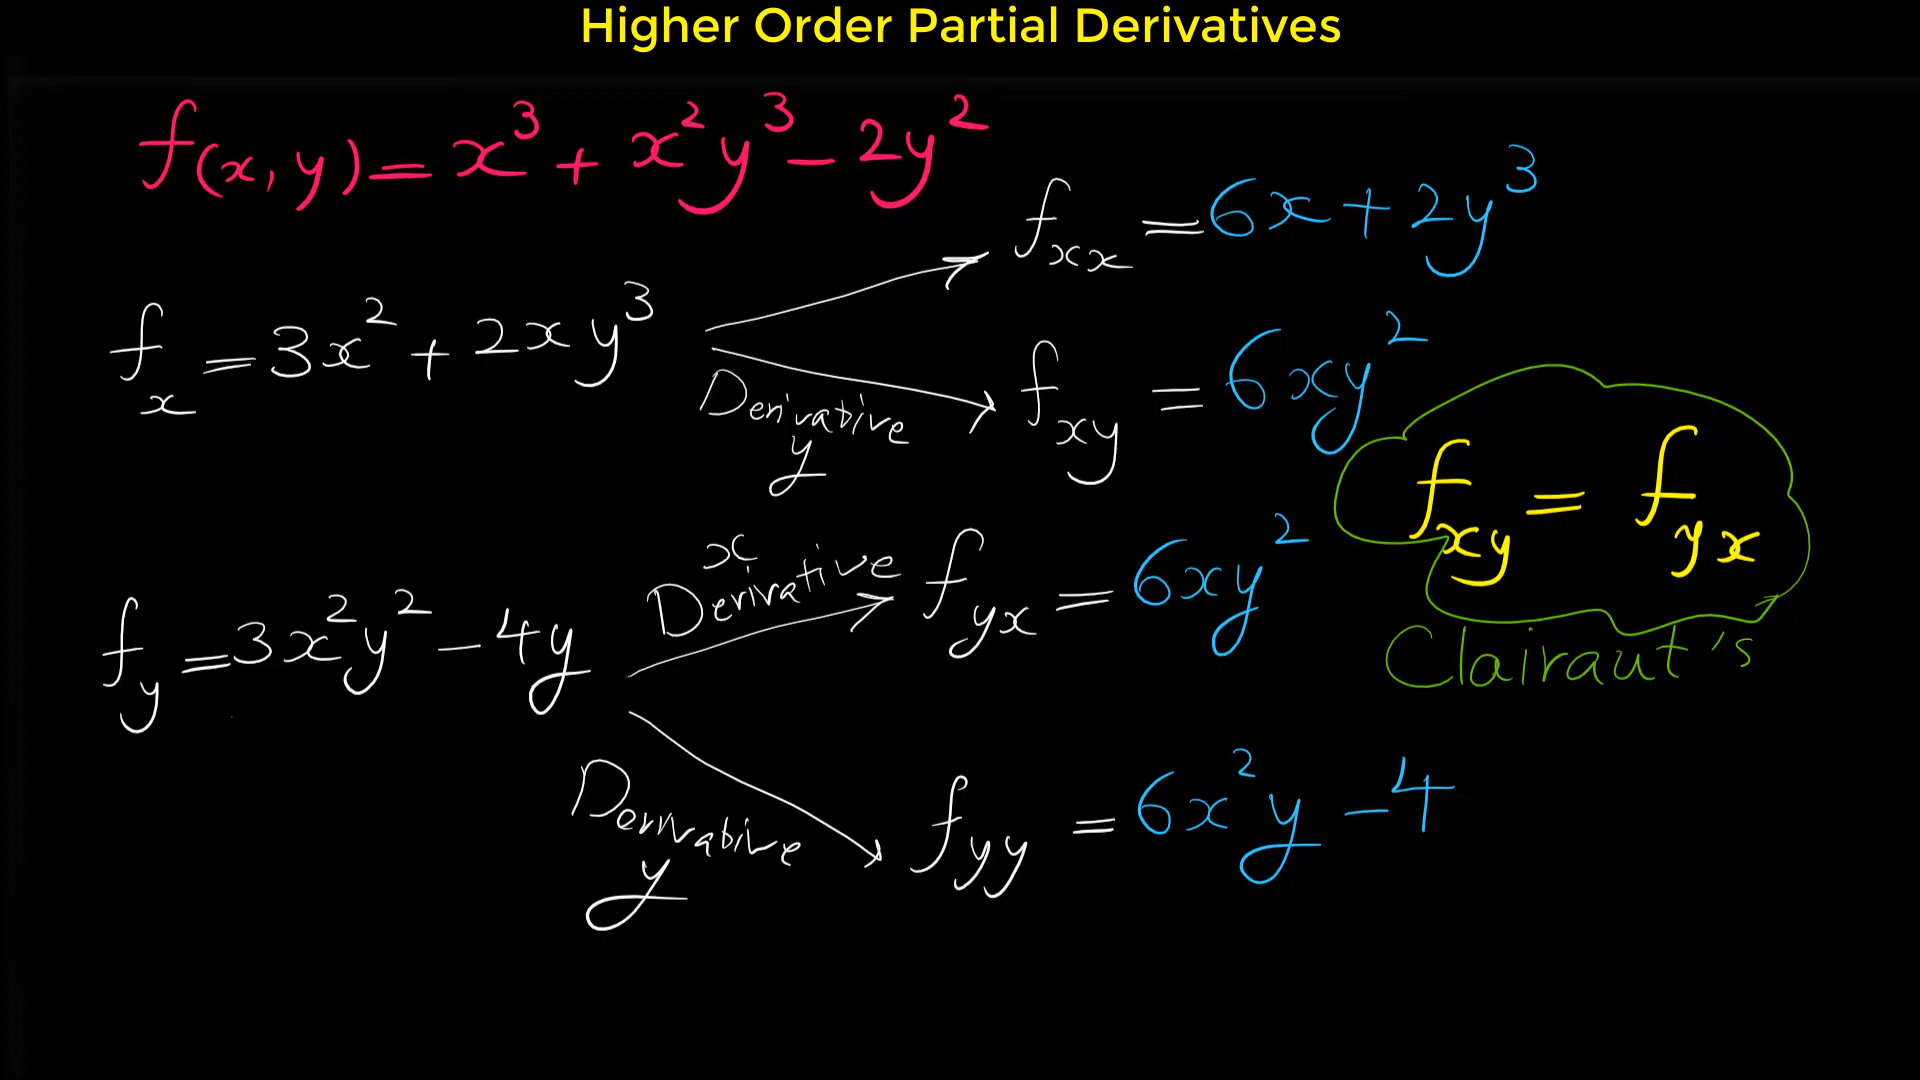 Higher Order Partial Derivatives
f(x, y) = x³ + x²y³ − 2y²
f_xx = 6x + 2y³
f_x = 3x² + 2xy³
f_xy = 6xy²
Derivative
y
f_xy = f_yx
x
Derivative
f_yx = 6xy²
f_y = 3x²y² − 4y
Clairaut's
Derivative
y
f_yy = 6x²y − 4